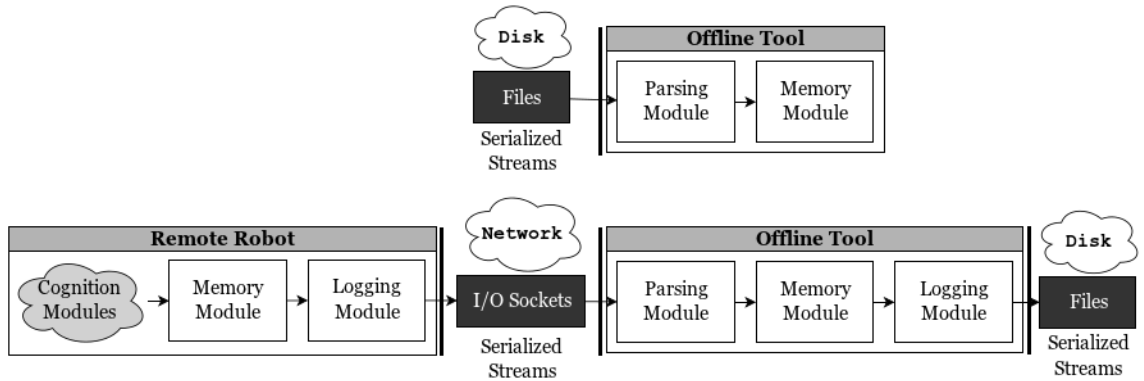 Disk
Files
Serialized
Streams
Offline Tool
Parsing
Module
Memory
Module
Remote Robot
Cognition
Modules
Memory
Module
Logging
Module
Network
I/O Sockets
Serialized
Streams
Offline Tool
Parsing
Module
Memory
Module
Logging
Module
Disk
Files
Serialized
Streams